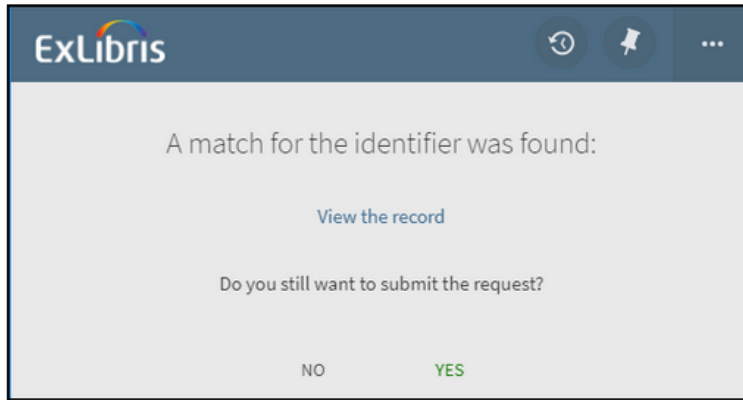 ExLibris
A match for the identifier was found:
View the record
Do you still want to submit the request?
NO YES